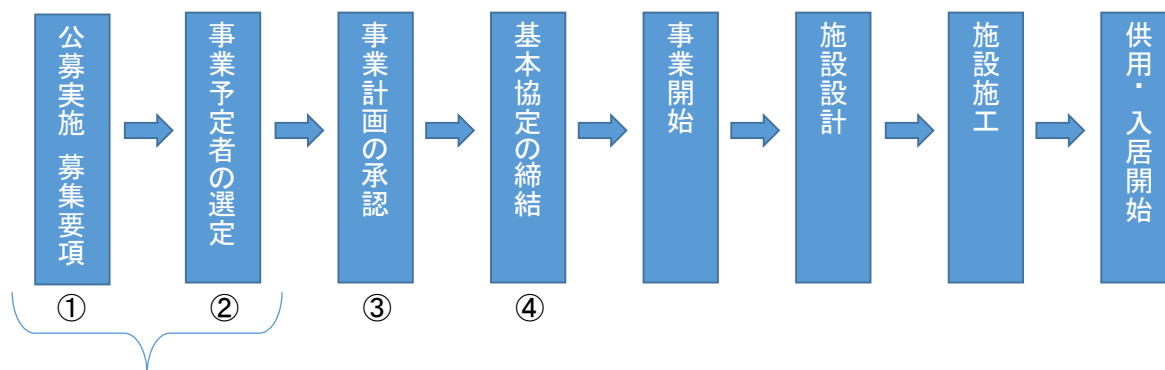 公募実施 募集要項
事業予定者の選定
事業計画の承認
基本協定の締結
事業開始
施設設計
施設施工
供用・入居開始
①
②
③
④